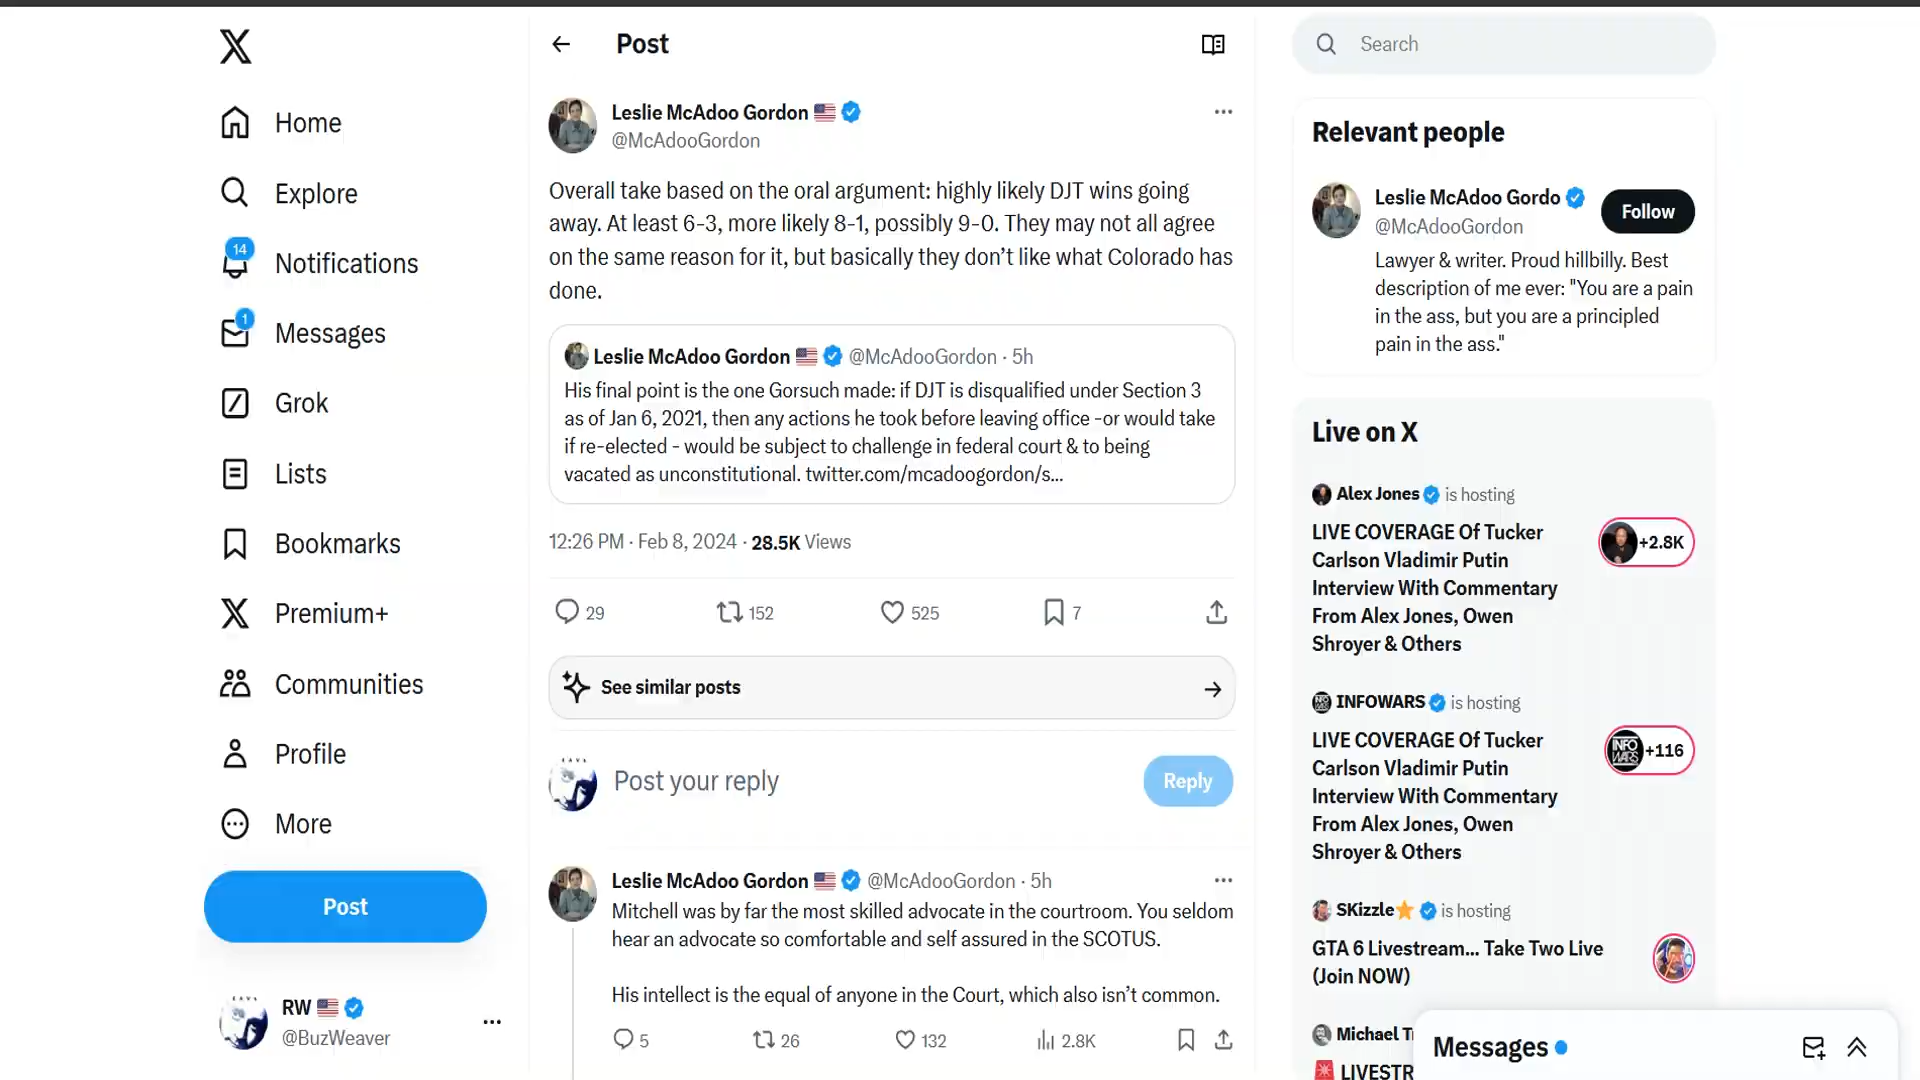 Home
Explore
14
Notifications
1
Messages
Grok
Lists
Bookmarks
Premium+
Communities
Profile
More
Post
RW
@BuzWeaver
Post
Leslie McAdoo Gordon
@McAdooGordon
Overall take based on the oral argument: highly likely DJT wins going
away. At least 6-3, more likely 8-1, possibly 9-0. They may not all agree
on the same reason for it, but basically they don’t like what Colorado has
done.
Leslie McAdoo Gordon @McAdooGordon · 5h
His final point is the one Gorsuch made: if DJT is disqualified under Section 3
as of Jan 6, 2021, then any actions he took before leaving office -or would take
if re-elected - would be subject to challenge in federal court & to being
vacated as unconstitutional. twitter.com/mcadoogordon/s...
12:26 PM · Feb 8, 2024 · 28.5K Views
29 152 525 7
See similar posts
Post your reply
Reply
Leslie McAdoo Gordon @McAdooGordon · 5h
Mitchell was by far the most skilled advocate in the courtroom. You seldom
hear an advocate so comfortable and self assured in the SCOTUS.
His intellect is the equal of anyone in the Court, which also isn’t common.
5 26 132 2.8K
Search
Relevant people
Leslie McAdoo Gordo
@McAdooGordon
Follow
Lawyer & writer. Proud hillbilly. Best
description of me ever: "You are a pain
in the ass, but you are a principled
pain in the ass."
Live on X
Alex Jones is hosting
LIVE COVERAGE Of Tucker
Carlson Vladimir Putin
Interview With Commentary
From Alex Jones, Owen
Shroyer & Others
+2.8K
INFOWARS is hosting
LIVE COVERAGE Of Tucker
Carlson Vladimir Putin
Interview With Commentary
From Alex Jones, Owen
Shroyer & Others
INFO
WARS
+116
SKizzle is hosting
GTA 6 Livestream... Take Two Live
(Join NOW)
Michael T
LIVESTR
Messages